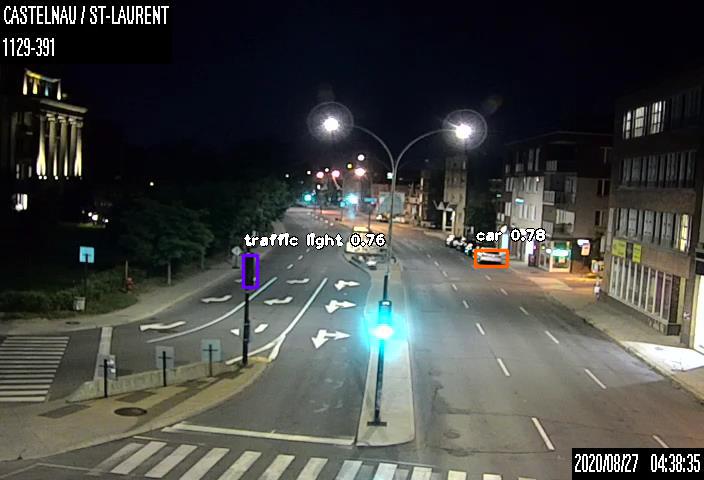 CASTELNAU / ST-LAURENT
1129-391
traffic light 0.76
car 0.78
2020/08/27 04:38:35